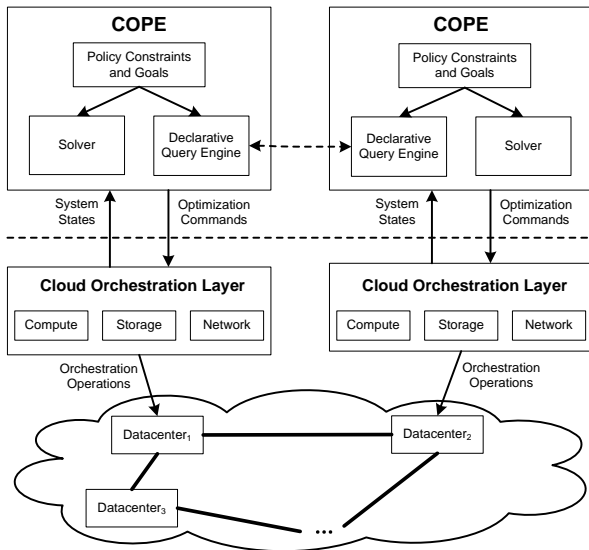 COPE
Policy Constraints
and Goals
Solver
Declarative
Query Engine
System
States
Optimization
Commands
COPE
Policy Constraints
and Goals
Declarative
Query Engine
Solver
System
States
Optimization
Commands
Cloud Orchestration Layer
Compute
Storage
Network
Orchestration
Operations
Cloud Orchestration Layer
Compute
Storage
Network
Orchestration
Operations
Datacenter₁
Datacenter₂
Datacenter₃
...